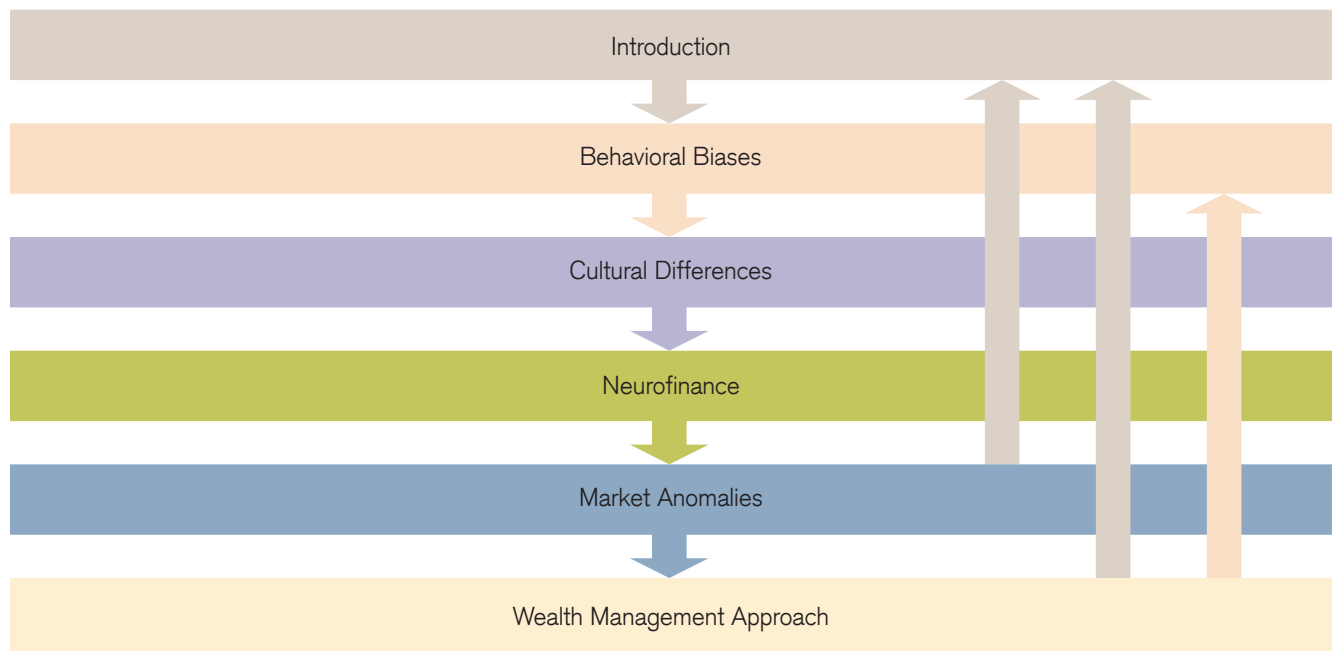 Introduction
Behavioral Biases
Cultural Differences
Neurofinance
Market Anomalies
Wealth Management Approach